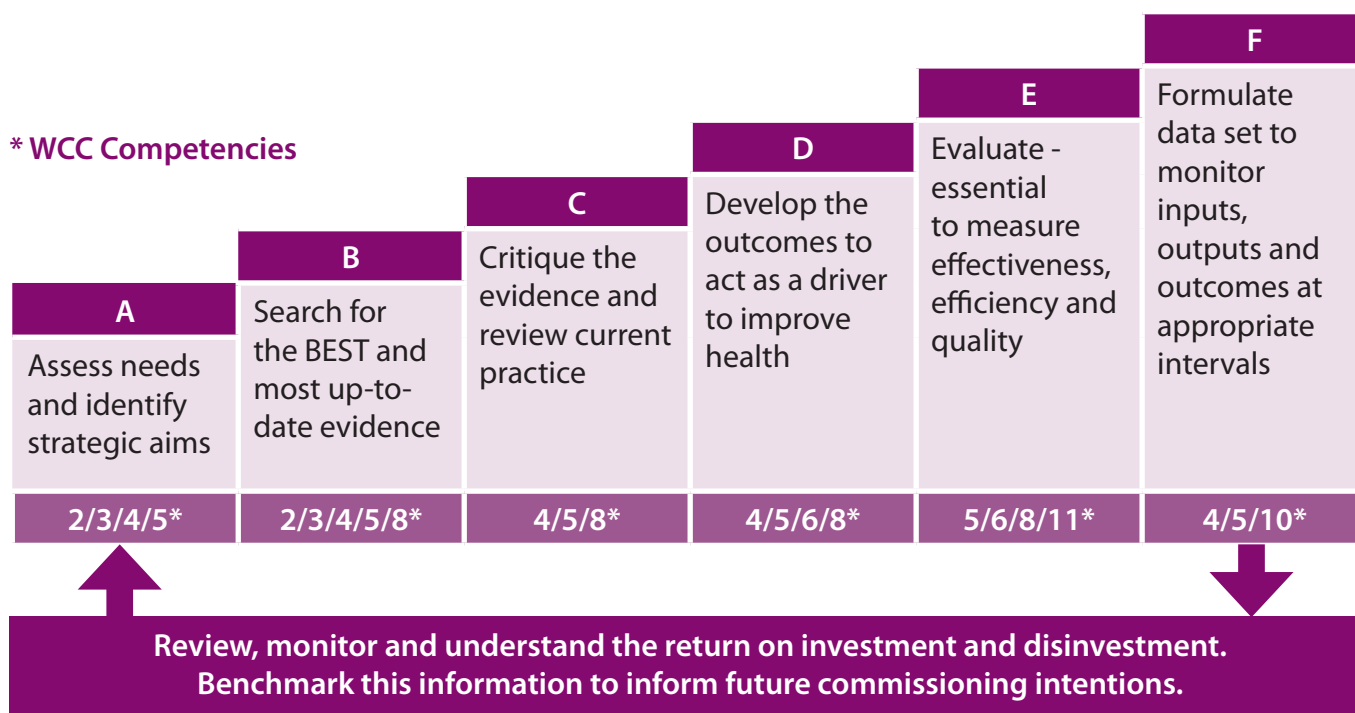 * WCC Competencies
A
Assess needs
and identify
strategic aims
2/3/4/5*
B
Search for
the BEST and
most up-to-
date evidence
2/3/4/5/8*
C
Critique the
evidence and
review current
practice
4/5/8*
D
Develop the
outcomes to
act as a driver
to improve
health
4/5/6/8*
E
Evaluate -
essential
to measure
effectiveness,
efficiency and
quality
5/6/8/11*
F
Formulate
data set to
monitor
inputs,
outputs and
outcomes at
appropriate
intervals
4/5/10*
Review, monitor and understand the return on investment and disinvestment.
Benchmark this information to inform future commissioning intentions.